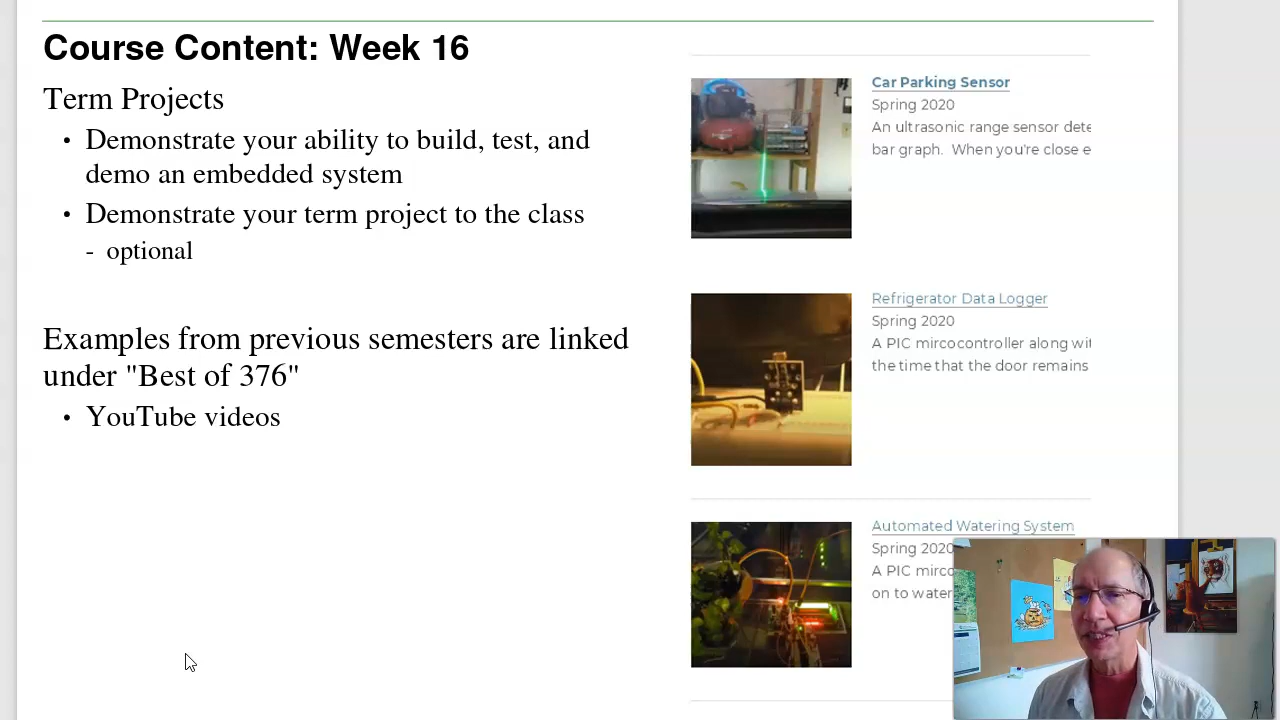 Course Content: Week 16
Term Projects
• Demonstrate your ability to build, test, and
demo an embedded system
• Demonstrate your term project to the class
- optional
Examples from previous semesters are linked
under "Best of 376"
• YouTube videos
Car Parking Sensor
Spring 2020
An ultrasonic range sensor dete
bar graph. When you're close e
Refrigerator Data Logger
Spring 2020
A PIC mircocontroller along wit
the time that the door remains
Automated Watering System
Spring 2020
A PIC mirco
on to water